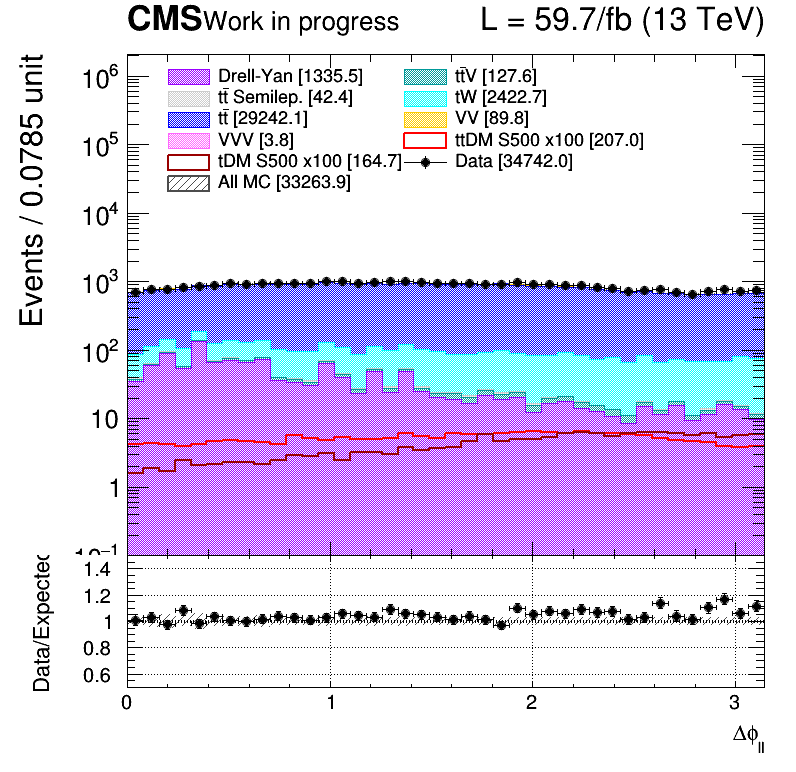 CMS Work in progress L = 59.7/fb (13 TeV)
Events / 0.0785 unit
10⁶
10⁵
10⁴
10³
10²
10
1
10⁻¹
Drell-Yan [1335.5] tt̄V [127.6]
tt̄ Semilep. [42.4] tW [2422.7]
tt̄ [29242.1] VV [89.8]
VVV [3.8] ttDM S500 x100 [207.0]
tDM S500 x100 [164.7] Data [34742.0]
All MC [33263.9]
Data/Expected
1.4
1.2
1
0.8
0.6
0 1 2 3
Δϕ_ll